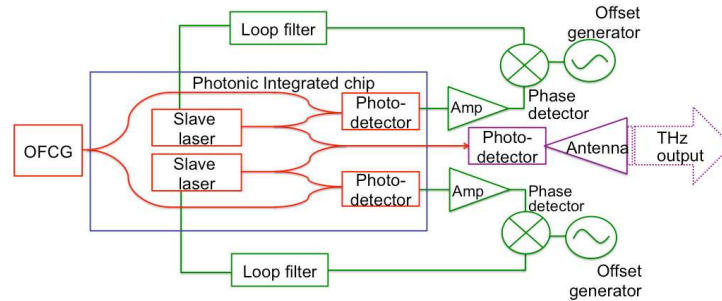 Offset
generator
Loop filter
Photonic Integrated chip
Photo-
detector
Amp
Phase
detector
Slave
laser
OFCG
Photo-
detector
Antenna
THz
output
Slave
laser
Photo-
detector
Amp
Phase
detector
Loop filter
Offset
generator